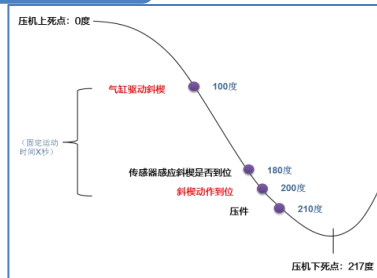 压机上死点：0度
气缸驱动斜楔
100度
（固定运动
时间X秒）
传感器感应斜楔是否到位
180度
斜楔动作到位
200度
压件
210度
压机下死点：217度